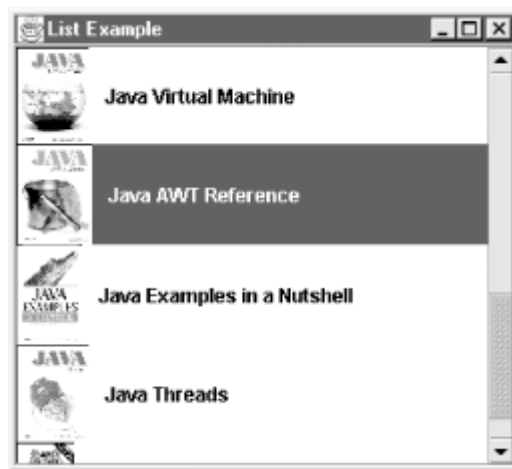 List Example
JAVA
Java Virtual Machine
JAVA
Java AWT Reference
JAVA
EXAMPLES
Java Examples in a Nutshell
JAVA
Java Threads